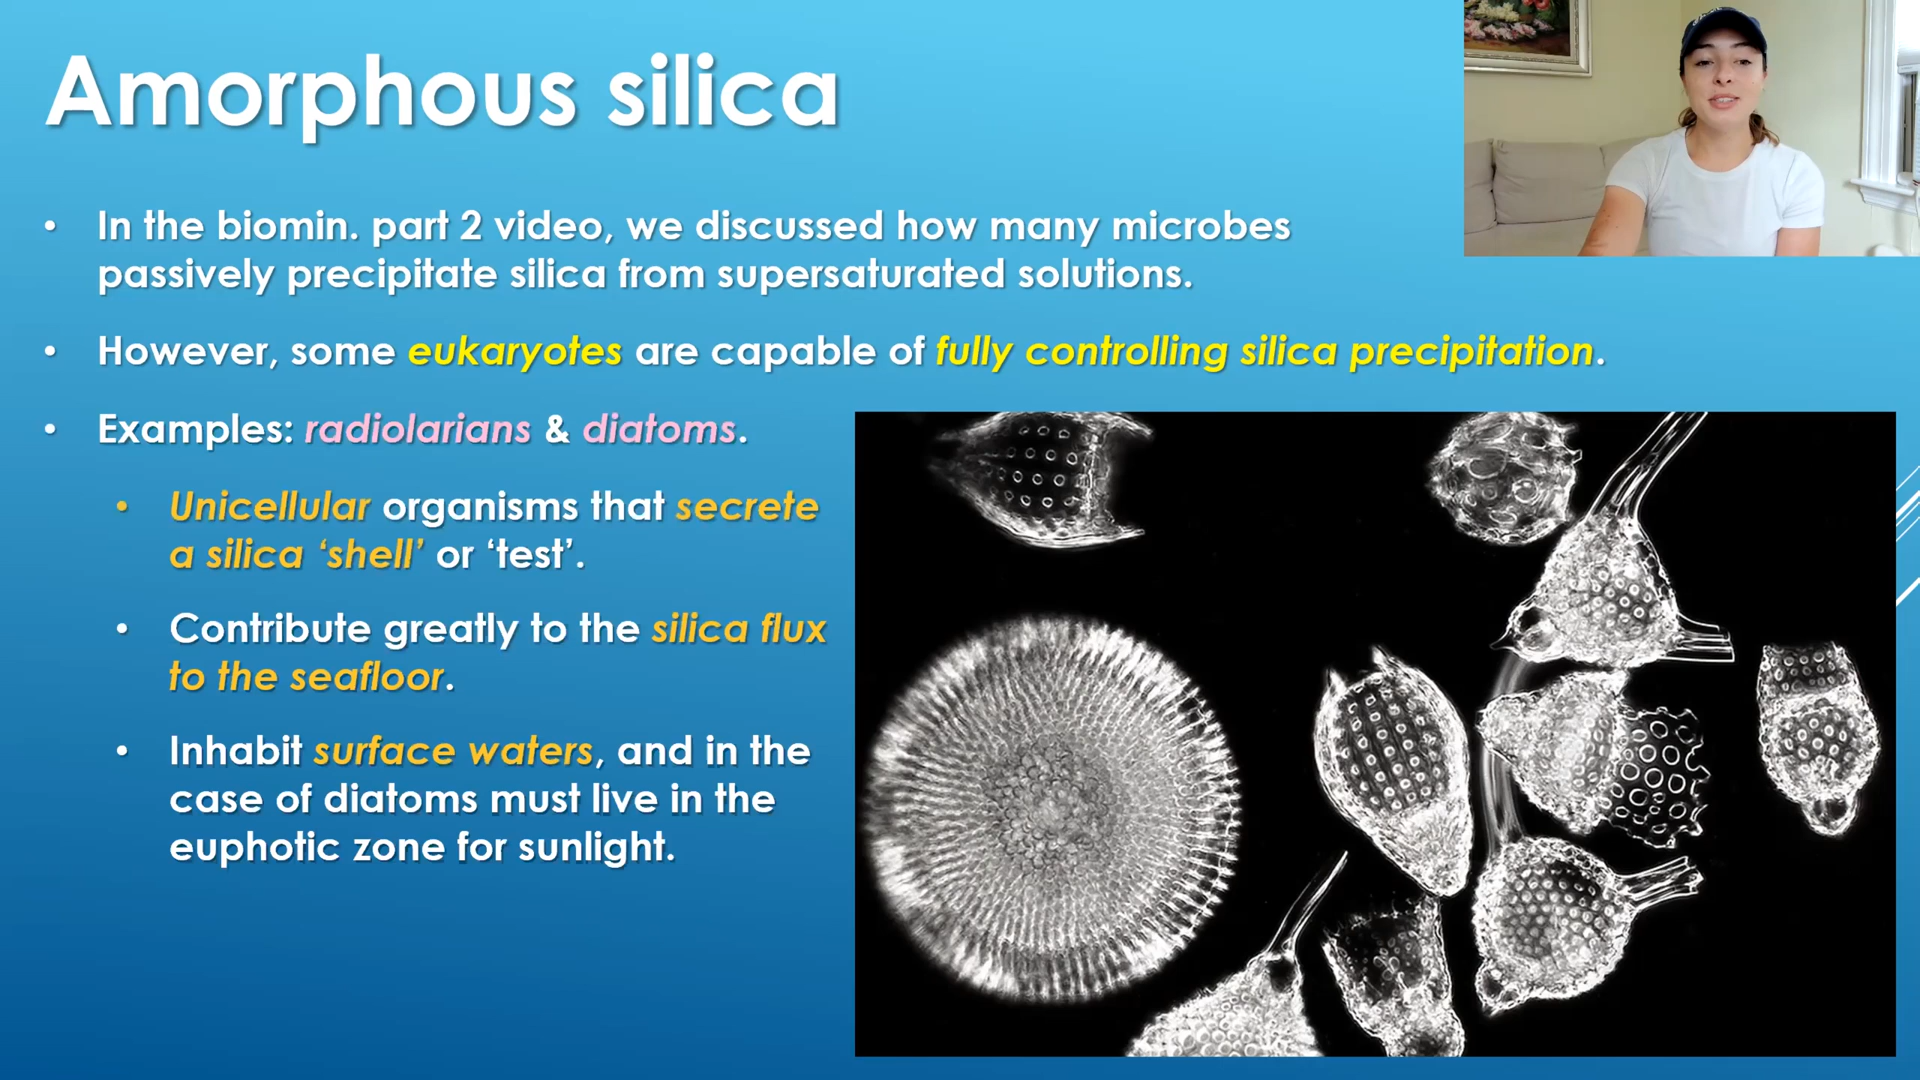 Amorphous silica
• In the biomin. part 2 video, we discussed how many microbes
passively precipitate silica from supersaturated solutions.
• However, some eukaryotes are capable of fully controlling silica precipitation.
• Examples: radiolarians & diatoms.
• Unicellular organisms that secrete
a silica ‘shell’ or ‘test’.
• Contribute greatly to the silica flux
to the seafloor.
• Inhabit surface waters, and in the
case of diatoms must live in the
euphotic zone for sunlight.